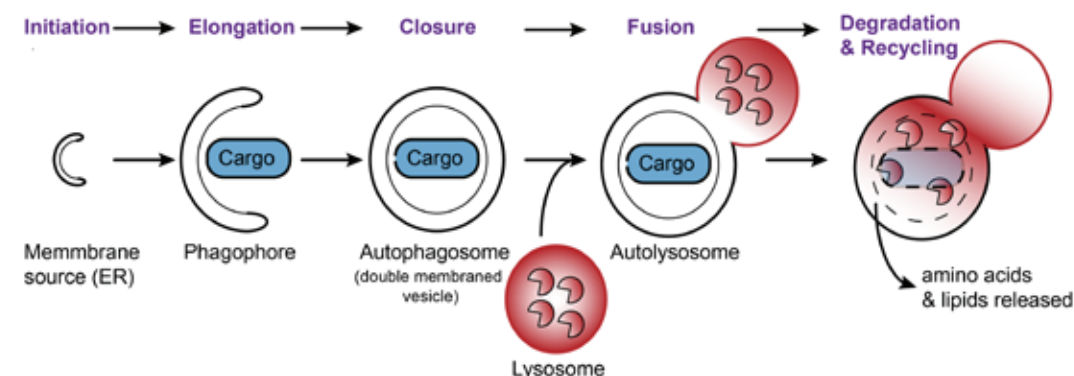 Initiation
Elongation
Closure
Fusion
Degradation
& Recycling
Cargo
Cargo
Cargo
Memmbrane
source (ER)
Phagophore
Autophagosome
(double membraned
vesicle)
Autolysosome
amino acids
& lipids released
Lysosome